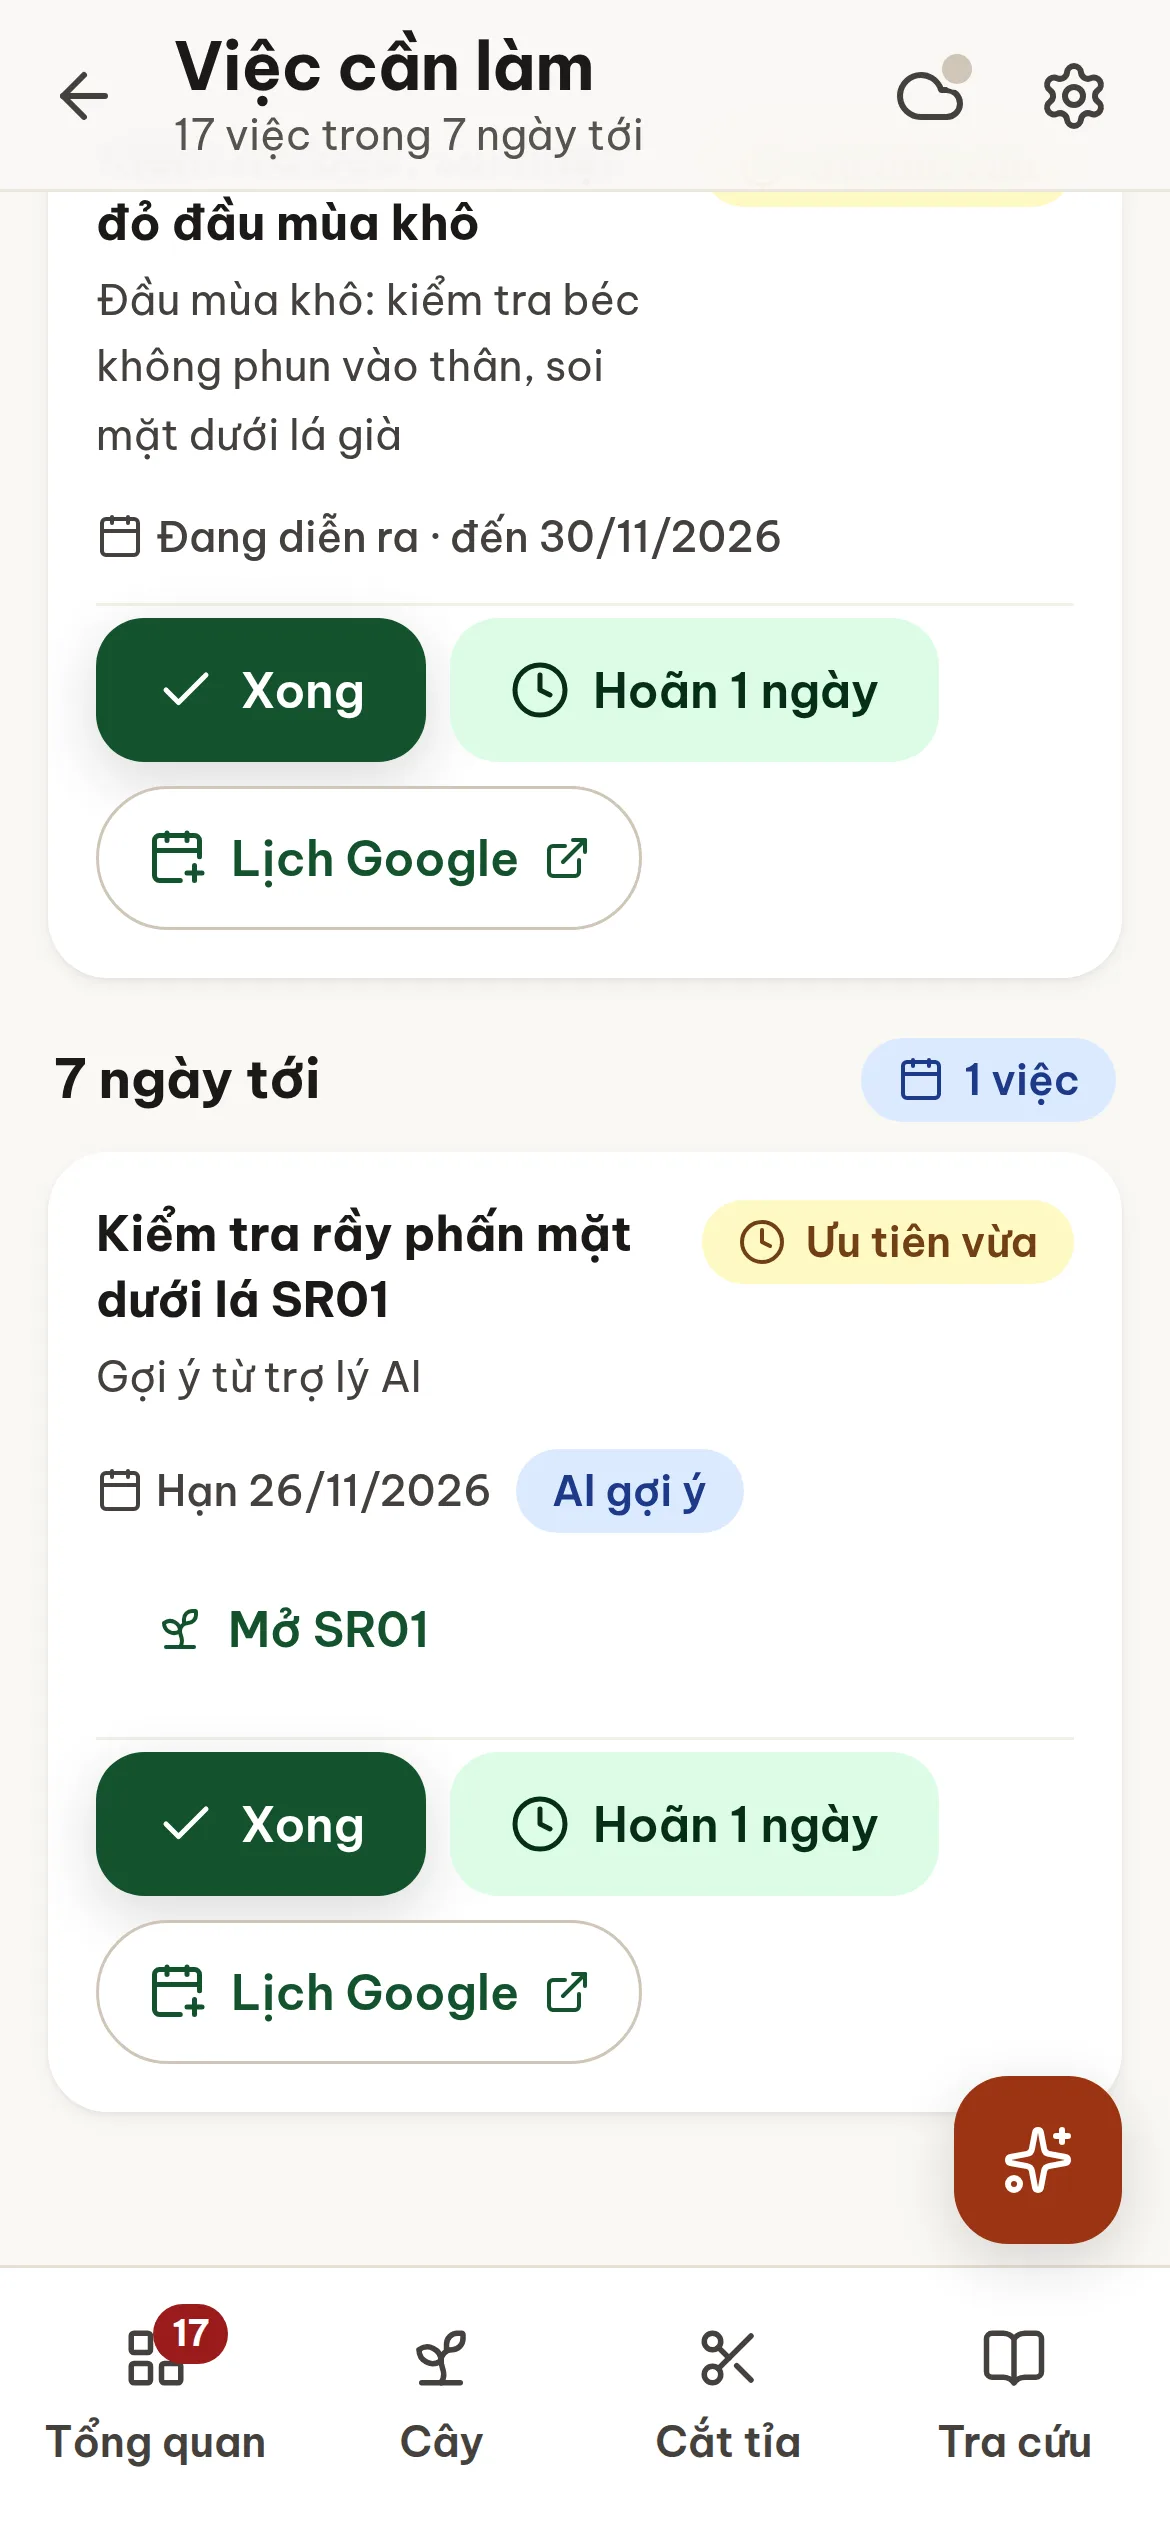 Việc cần làm
17 việc trong 7 ngày tới
đỏ đầu mùa khô
Đầu mùa khô: kiểm tra béc
không phun vào thân, soi
mặt dưới lá già
Đang diễn ra · đến 30/11/2026
Xong
Hoãn 1 ngày
Lịch Google
7 ngày tới
1 việc
Kiểm tra rầy phấn mặt
dưới lá SR01
Ưu tiên vừa
Gợi ý từ trợ lý AI
Hạn 26/11/2026
AI gợi ý
Mở SR01
Xong
Hoãn 1 ngày
Lịch Google
17
Tổng quan
Cây
Cắt tỉa
Tra cứu